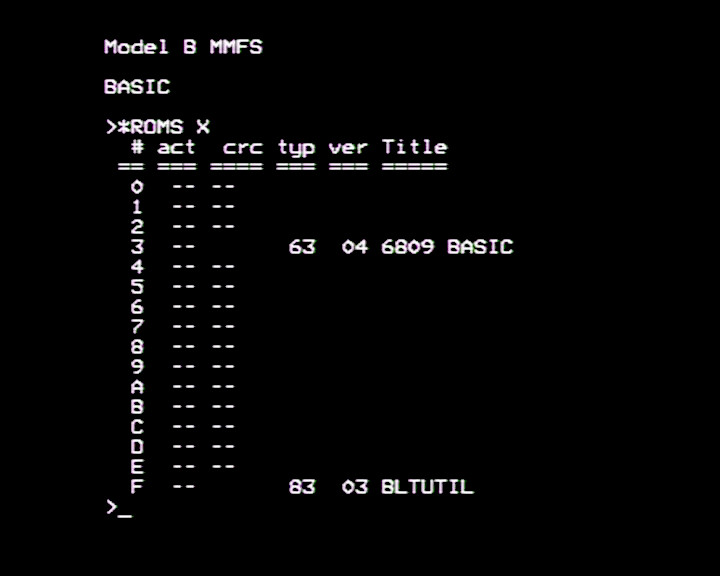 Model B MMFS
BASIC
>*ROMS X
# act crc typ ver Title
== === ==== === === =====
0 -- --
1 -- --
2 -- --
3 -- 63 04 6809 BASIC
4 -- --
5 -- --
6 -- --
7 -- --
8 -- --
9 -- --
A -- --
B -- --
C -- --
D -- --
E -- --
F -- 83 03 BLTUTIL
>_